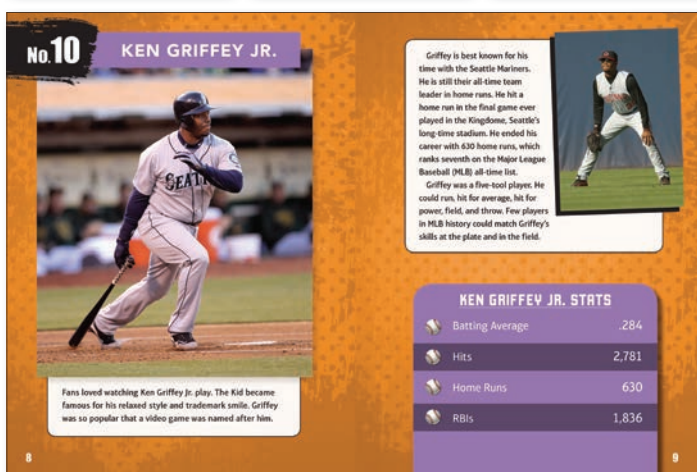 No. 10
KEN GRIFFEY JR.
SEATT
Fans loved watching Ken Griffey Jr. play. The Kid became
famous for his relaxed style and trademark smile. Griffey
was so popular that a video game was named after him.
8
Griffey is best known for his
time with the Seattle Mariners.
He is still their all-time team
leader in home runs. He hit a
home run in the final game ever
played in the Kingdome, Seattle's
long-time stadium. He ended his
career with 630 home runs, which
ranks seventh on the Major League
Baseball (MLB) all-time list.
Griffey was a five-tool player. He
could run, hit for average, hit for
power, field, and throw. Few players
in MLB history could match Griffey's
skills at the plate and in the field.
KEN GRIFFEY JR. STATS
Batting Average .284
Hits 2,781
Home Runs 630
RBIs 1,836
9